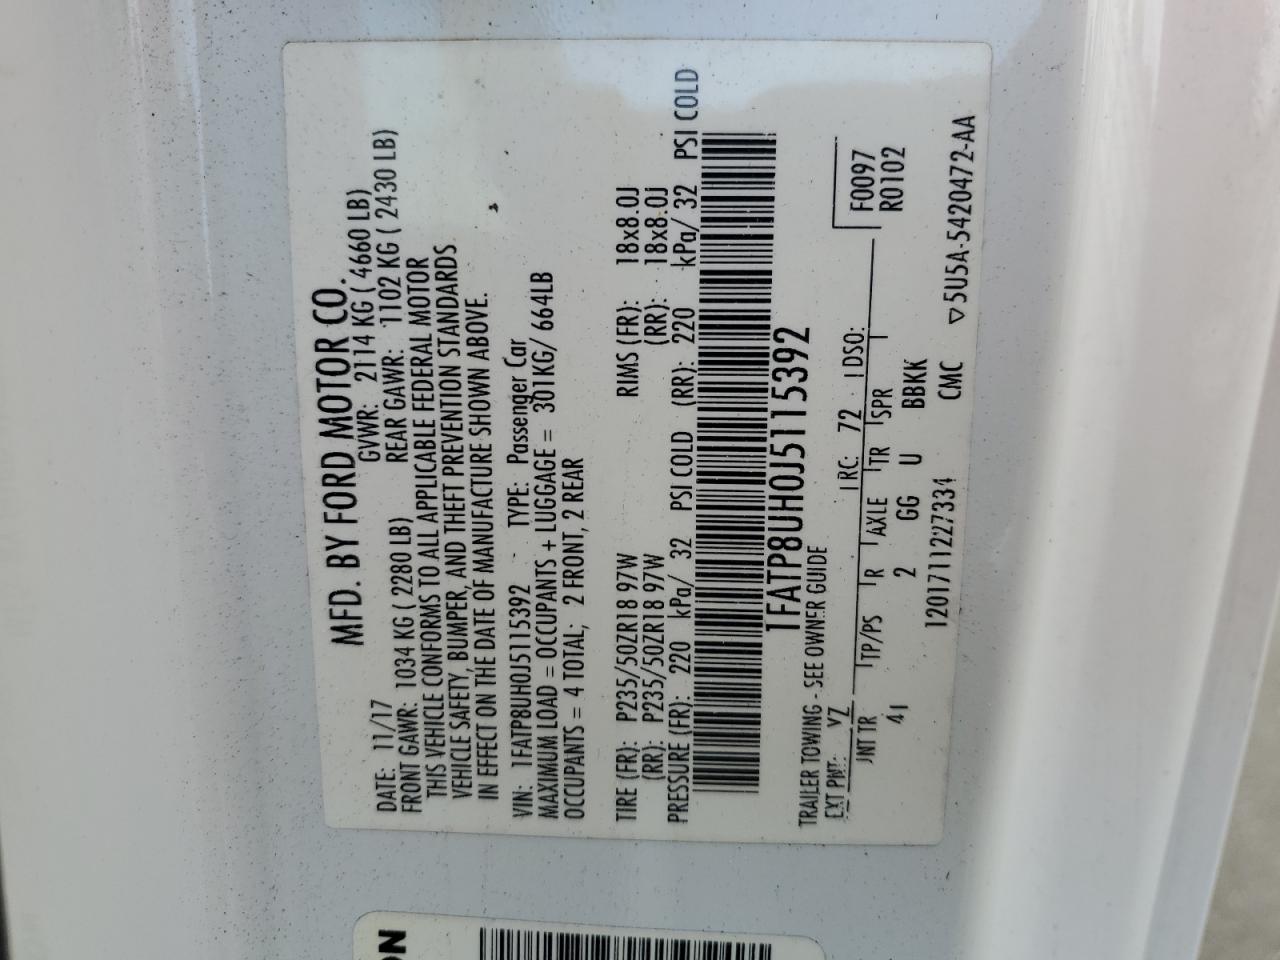 MFD. BY FORD MOTOR CO.
DATE: 11/17 GVWR: 2114 KG ( 4660 LB)
FRONT GAWR: 1034 KG ( 2280 LB) REAR GAWR: 1102 KG ( 2430 LB)
THIS VEHICLE CONFORMS TO ALL APPLICABLE FEDERAL MOTOR
VEHICLE SAFETY, BUMPER, AND THEFT PREVENTION STANDARDS
IN EFFECT ON THE DATE OF MANUFACTURE SHOWN ABOVE.
VIN: 1FATP8UH0J5115392 TYPE: Passenger Car
MAXIMUM LOAD = OCCUPANTS + LUGGAGE = 301KG/ 664LB
OCCUPANTS = 4 TOTAL; 2 FRONT, 2 REAR
TIRE (FR): P235/50ZR18 97W RIMS (FR): 18x8.0J
(RR): P235/50ZR18 97W (RR): 18x8.0J
PRESSURE (FR): 220 kPa/ 32 PSI COLD (RR): 220 kPa/ 32 PSI COLD
1FATP8UH0J5115392
TRAILER TOWING - SEE OWNER GUIDE
EXT PNT: YZ RC: 72 DSO:
F0097
R0102
INT TR TP/PS R AXLE TR SPR
4I 2 GG U BBKK
1201711227334 CMC ▽5U5A-5420472-AA
ON